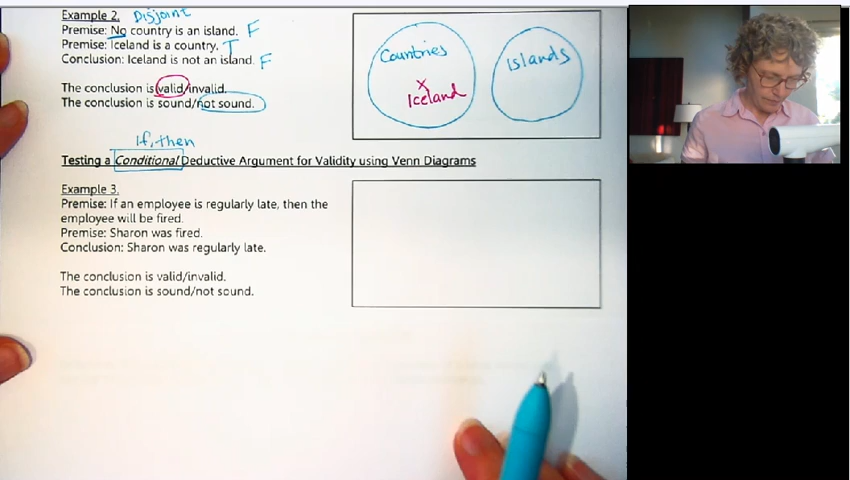 Example 2. Disjoint
Premise: No country is an island. F
Premise: Iceland is a country. T
Conclusion: Iceland is not an island. F
The conclusion is valid/invalid.
The conclusion is sound/not sound.
Countries
Islands
x
Iceland
If, then
Testing a Conditional Deductive Argument for Validity using Venn Diagrams
Example 3.
Premise: If an employee is regularly late, then the
employee will be fired.
Premise: Sharon was fired.
Conclusion: Sharon was regularly late.
The conclusion is valid/invalid.
The conclusion is sound/not sound.